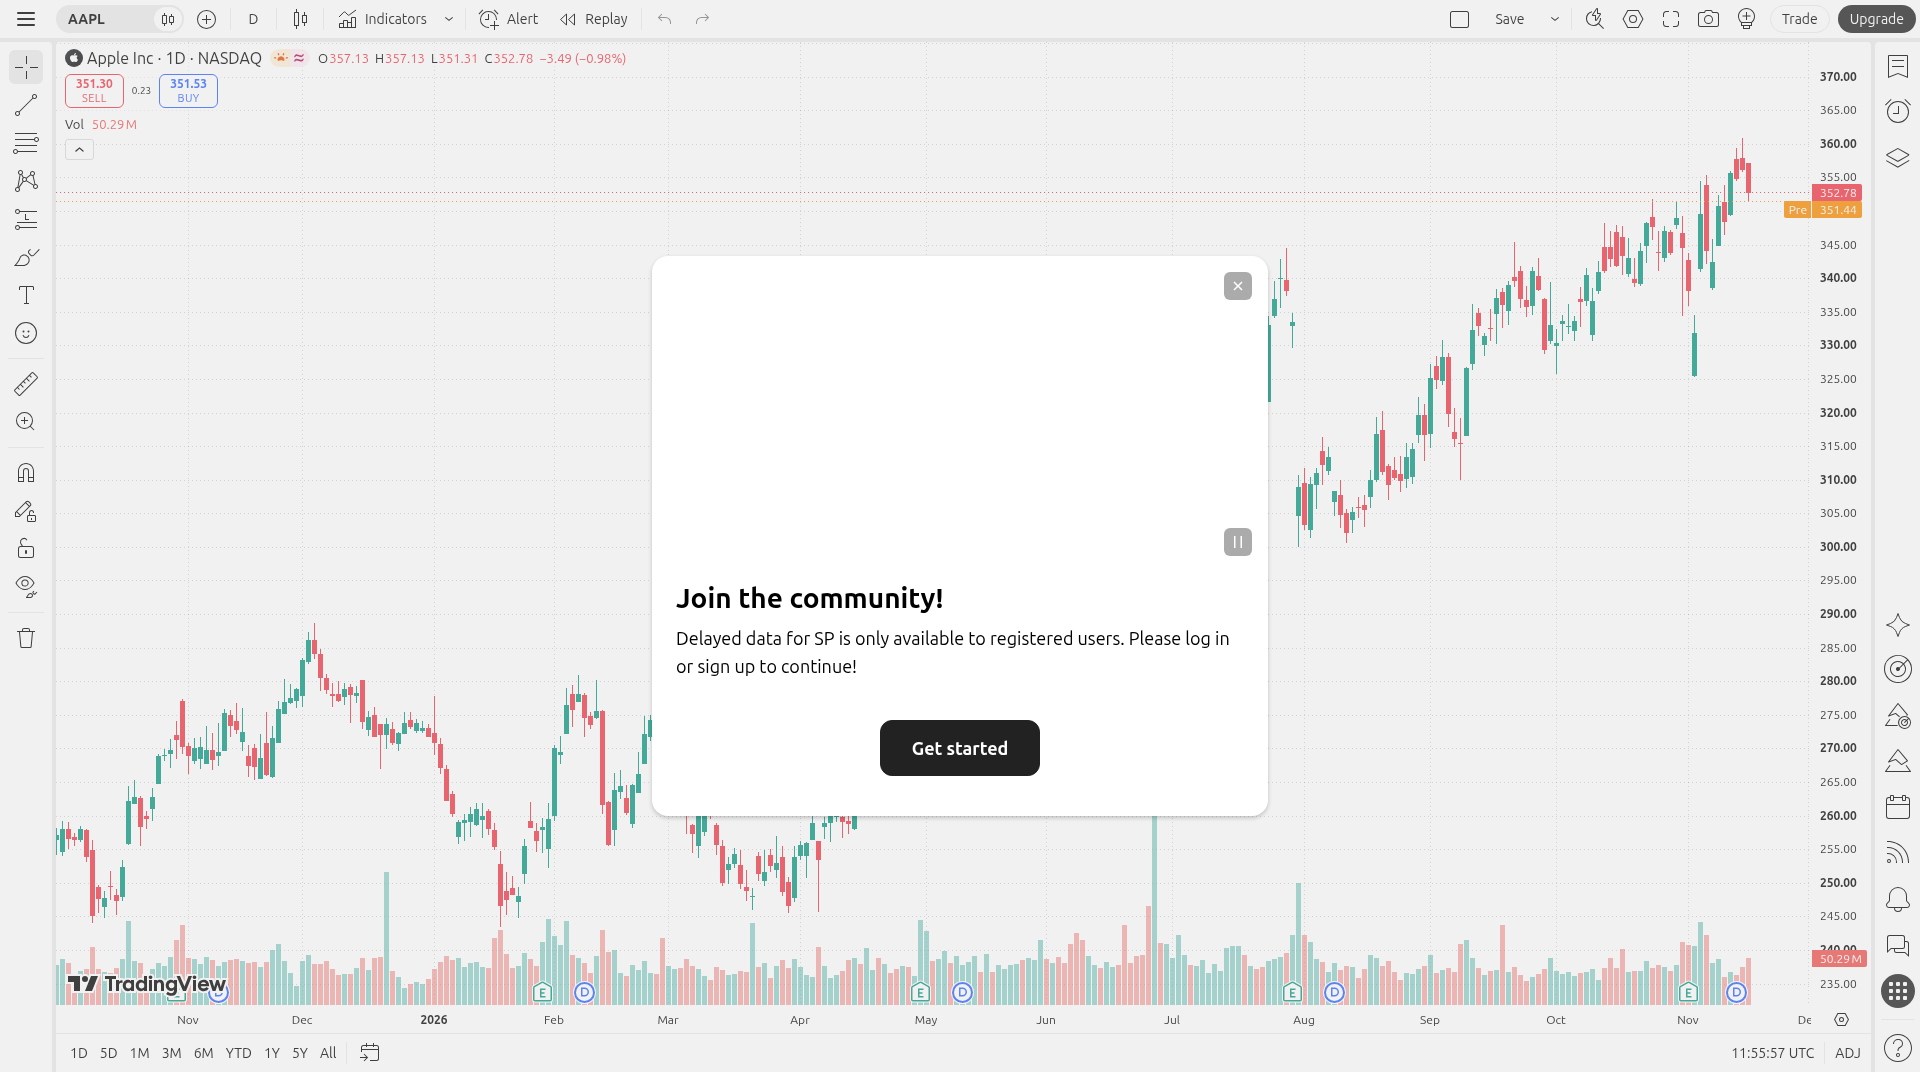 AAPL
D
Indicators
Alert
Replay
Save
Trade
Upgrade
Apple Inc · 1D · NASDAQ
O357.13 H357.13 L351.31 C352.78 −3.49 (−0.98%)
351.30
SELL
0.23
351.53
BUY
Vol 50.29M
370.00
365.00
360.00
355.00
352.78
Pre 351.44
345.00
340.00
335.00
330.00
325.00
320.00
315.00
310.00
305.00
300.00
295.00
290.00
285.00
280.00
275.00
270.00
265.00
260.00
255.00
250.00
245.00
240.00
50.29M
235.00
Join the community!
Delayed data for SP is only available to registered users. Please log in
or sign up to continue!
Get started
TradingView
E D E D E D E D E D
Nov Dec 2026 Feb Mar Apr May Jun Jul Aug Sep Oct Nov De
1D 5D 1M 3M 6M YTD 1Y 5Y All
11:55:57 UTC ADJ